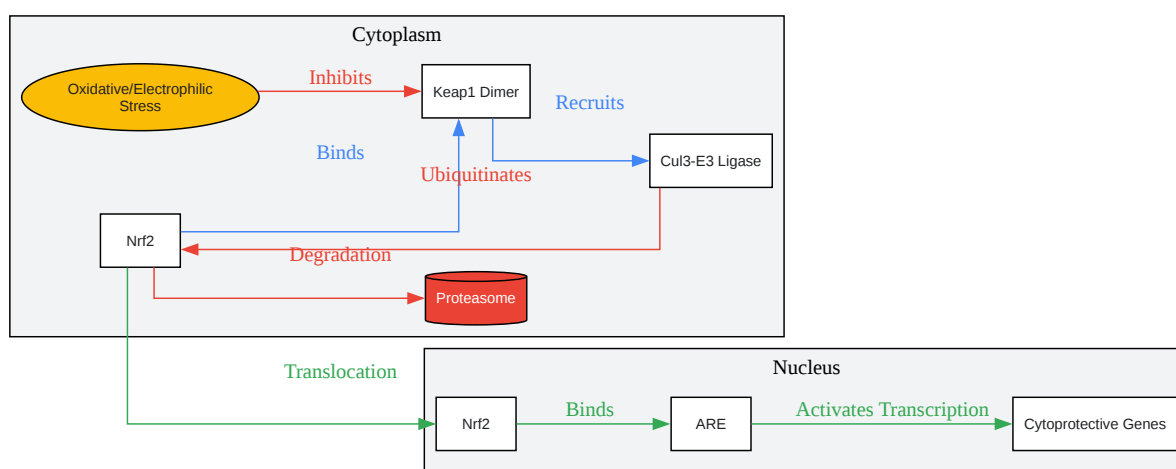 Cytoplasm
Oxidative/Electrophilic
Stress
Inhibits
Keap1 Dimer
Recruits
Binds
Cul3-E3 Ligase
Ubiquitinates
Nrf2
Degradation
Proteasome
Nucleus
Translocation
Nrf2
Binds
ARE
Activates Transcription
Cytoprotective Genes